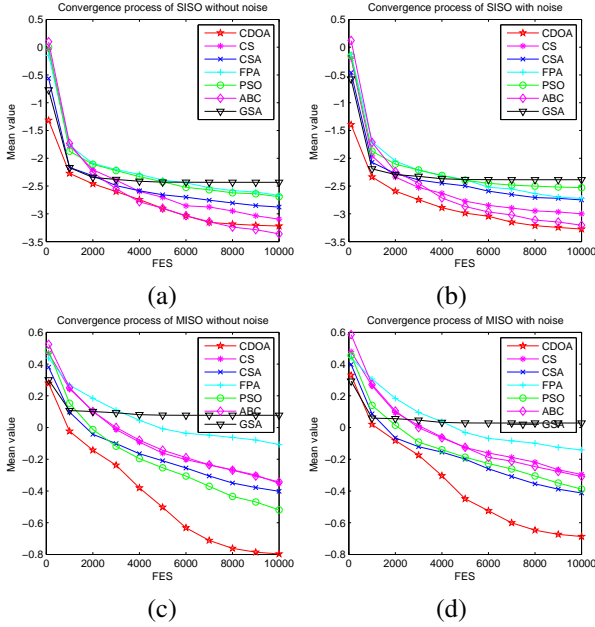 Convergence process of SISO without noise
0.5
0
−0.5
−1
−1.5
−2
−2.5
−3
−3.5
Mean value
0
2000
4000
6000
8000
10000
FES
CDOA
CS
CSA
FPA
PSO
ABC
GSA
(a)
Convergence process of SISO with noise
0.5
0
−0.5
−1
−1.5
−2
−2.5
−3
−3.5
Mean value
0
2000
4000
6000
8000
10000
FES
CDOA
CS
CSA
FPA
PSO
ABC
GSA
(b)
Convergence process of MISO without noise
0.6
0.4
0.2
0
−0.2
−0.4
−0.6
−0.8
Mean value
0
2000
4000
6000
8000
10000
FES
CDOA
CS
CSA
FPA
PSO
ABC
GSA
(c)
Convergence process of MISO with noise
0.6
0.4
0.2
0
−0.2
−0.4
−0.6
−0.8
Mean value
0
2000
4000
6000
8000
10000
FES
CDOA
CS
CSA
FPA
PSO
ABC
GSA
(d)